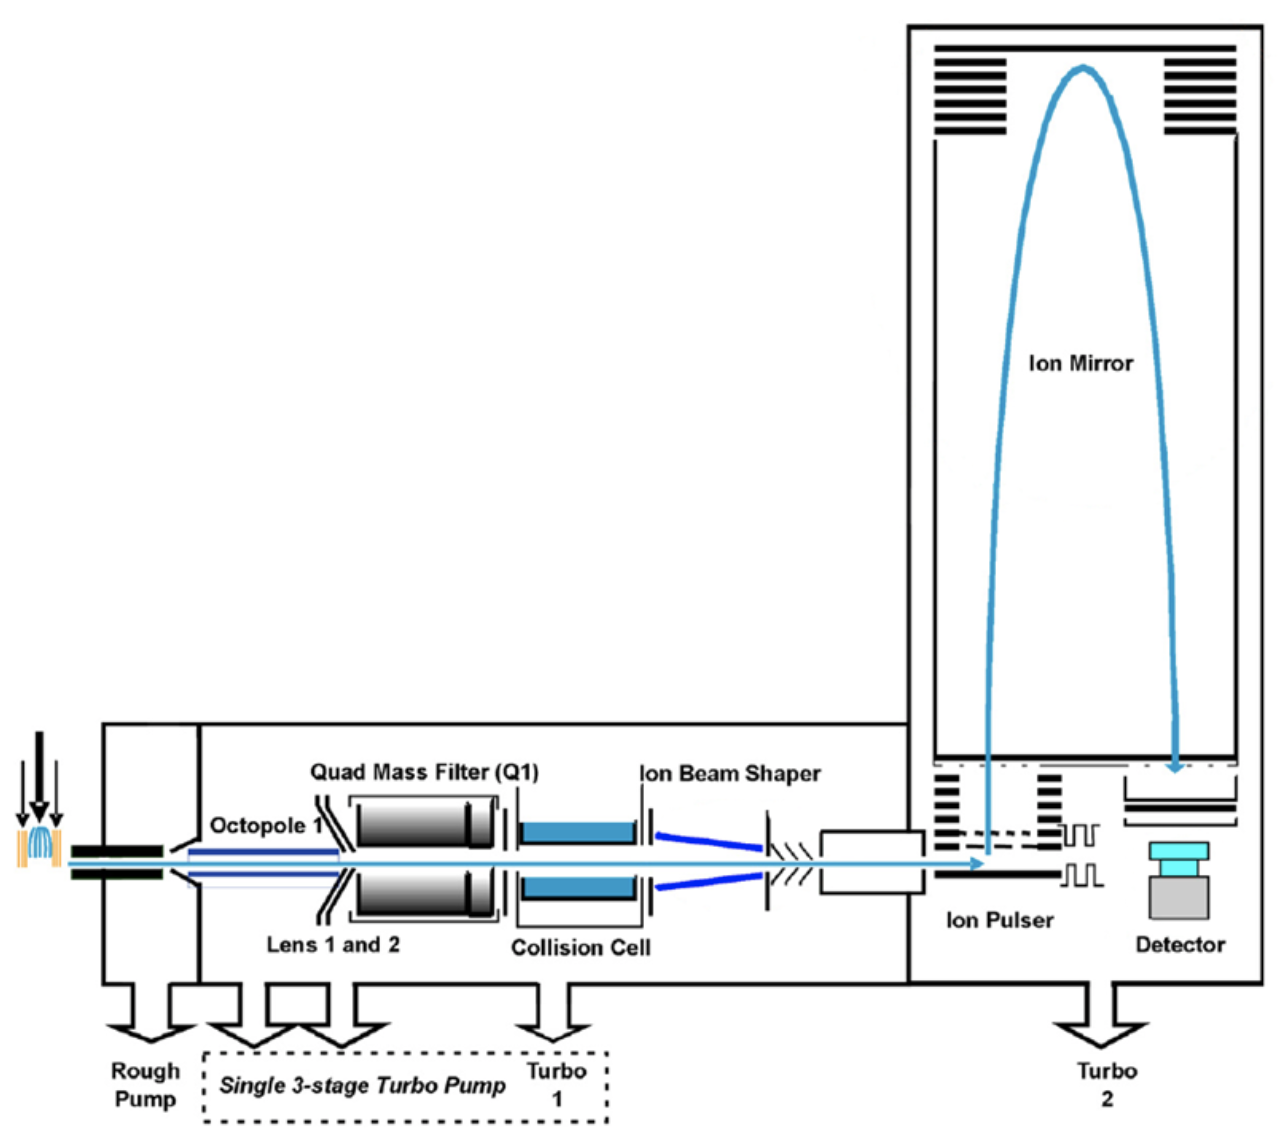 Ion Mirror
Quad Mass Filter (Q1)
Ion Beam Shaper
Octopole 1
Ion Pulser
Lens 1 and 2
Collision Cell
Detector
Rough
Pump
Single 3-stage Turbo Pump
Turbo
1
Turbo
2